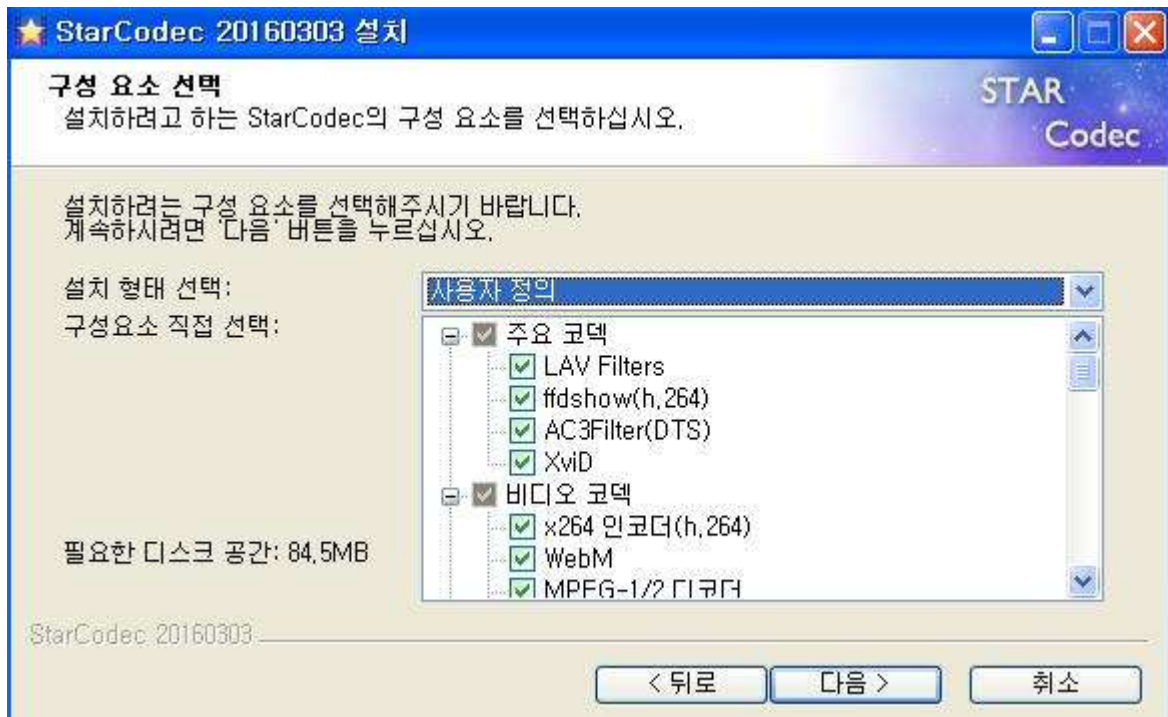 StarCodec 20160303 설치
구성 요소 선택
설치하려고 하는 StarCodec의 구성 요소를 선택하십시오.
STAR
Codec
설치하려는 구성 요소를 선택해주시기 바랍니다.
계속하시려면 '다음' 버튼을 누르십시오.
설치 형태 선택:
사용자 정의
구성요소 직접 선택:
주요 코덱
LAV Filters
ffdshow(h.264)
AC3Filter(DTS)
XviD
비디오 코덱
x264 인코더(h.264)
WebM
MPEG-1/2 디코더
필요한 디스크 공간: 84.5MB
StarCodec 20160303
< 뒤로
다음 >
취소